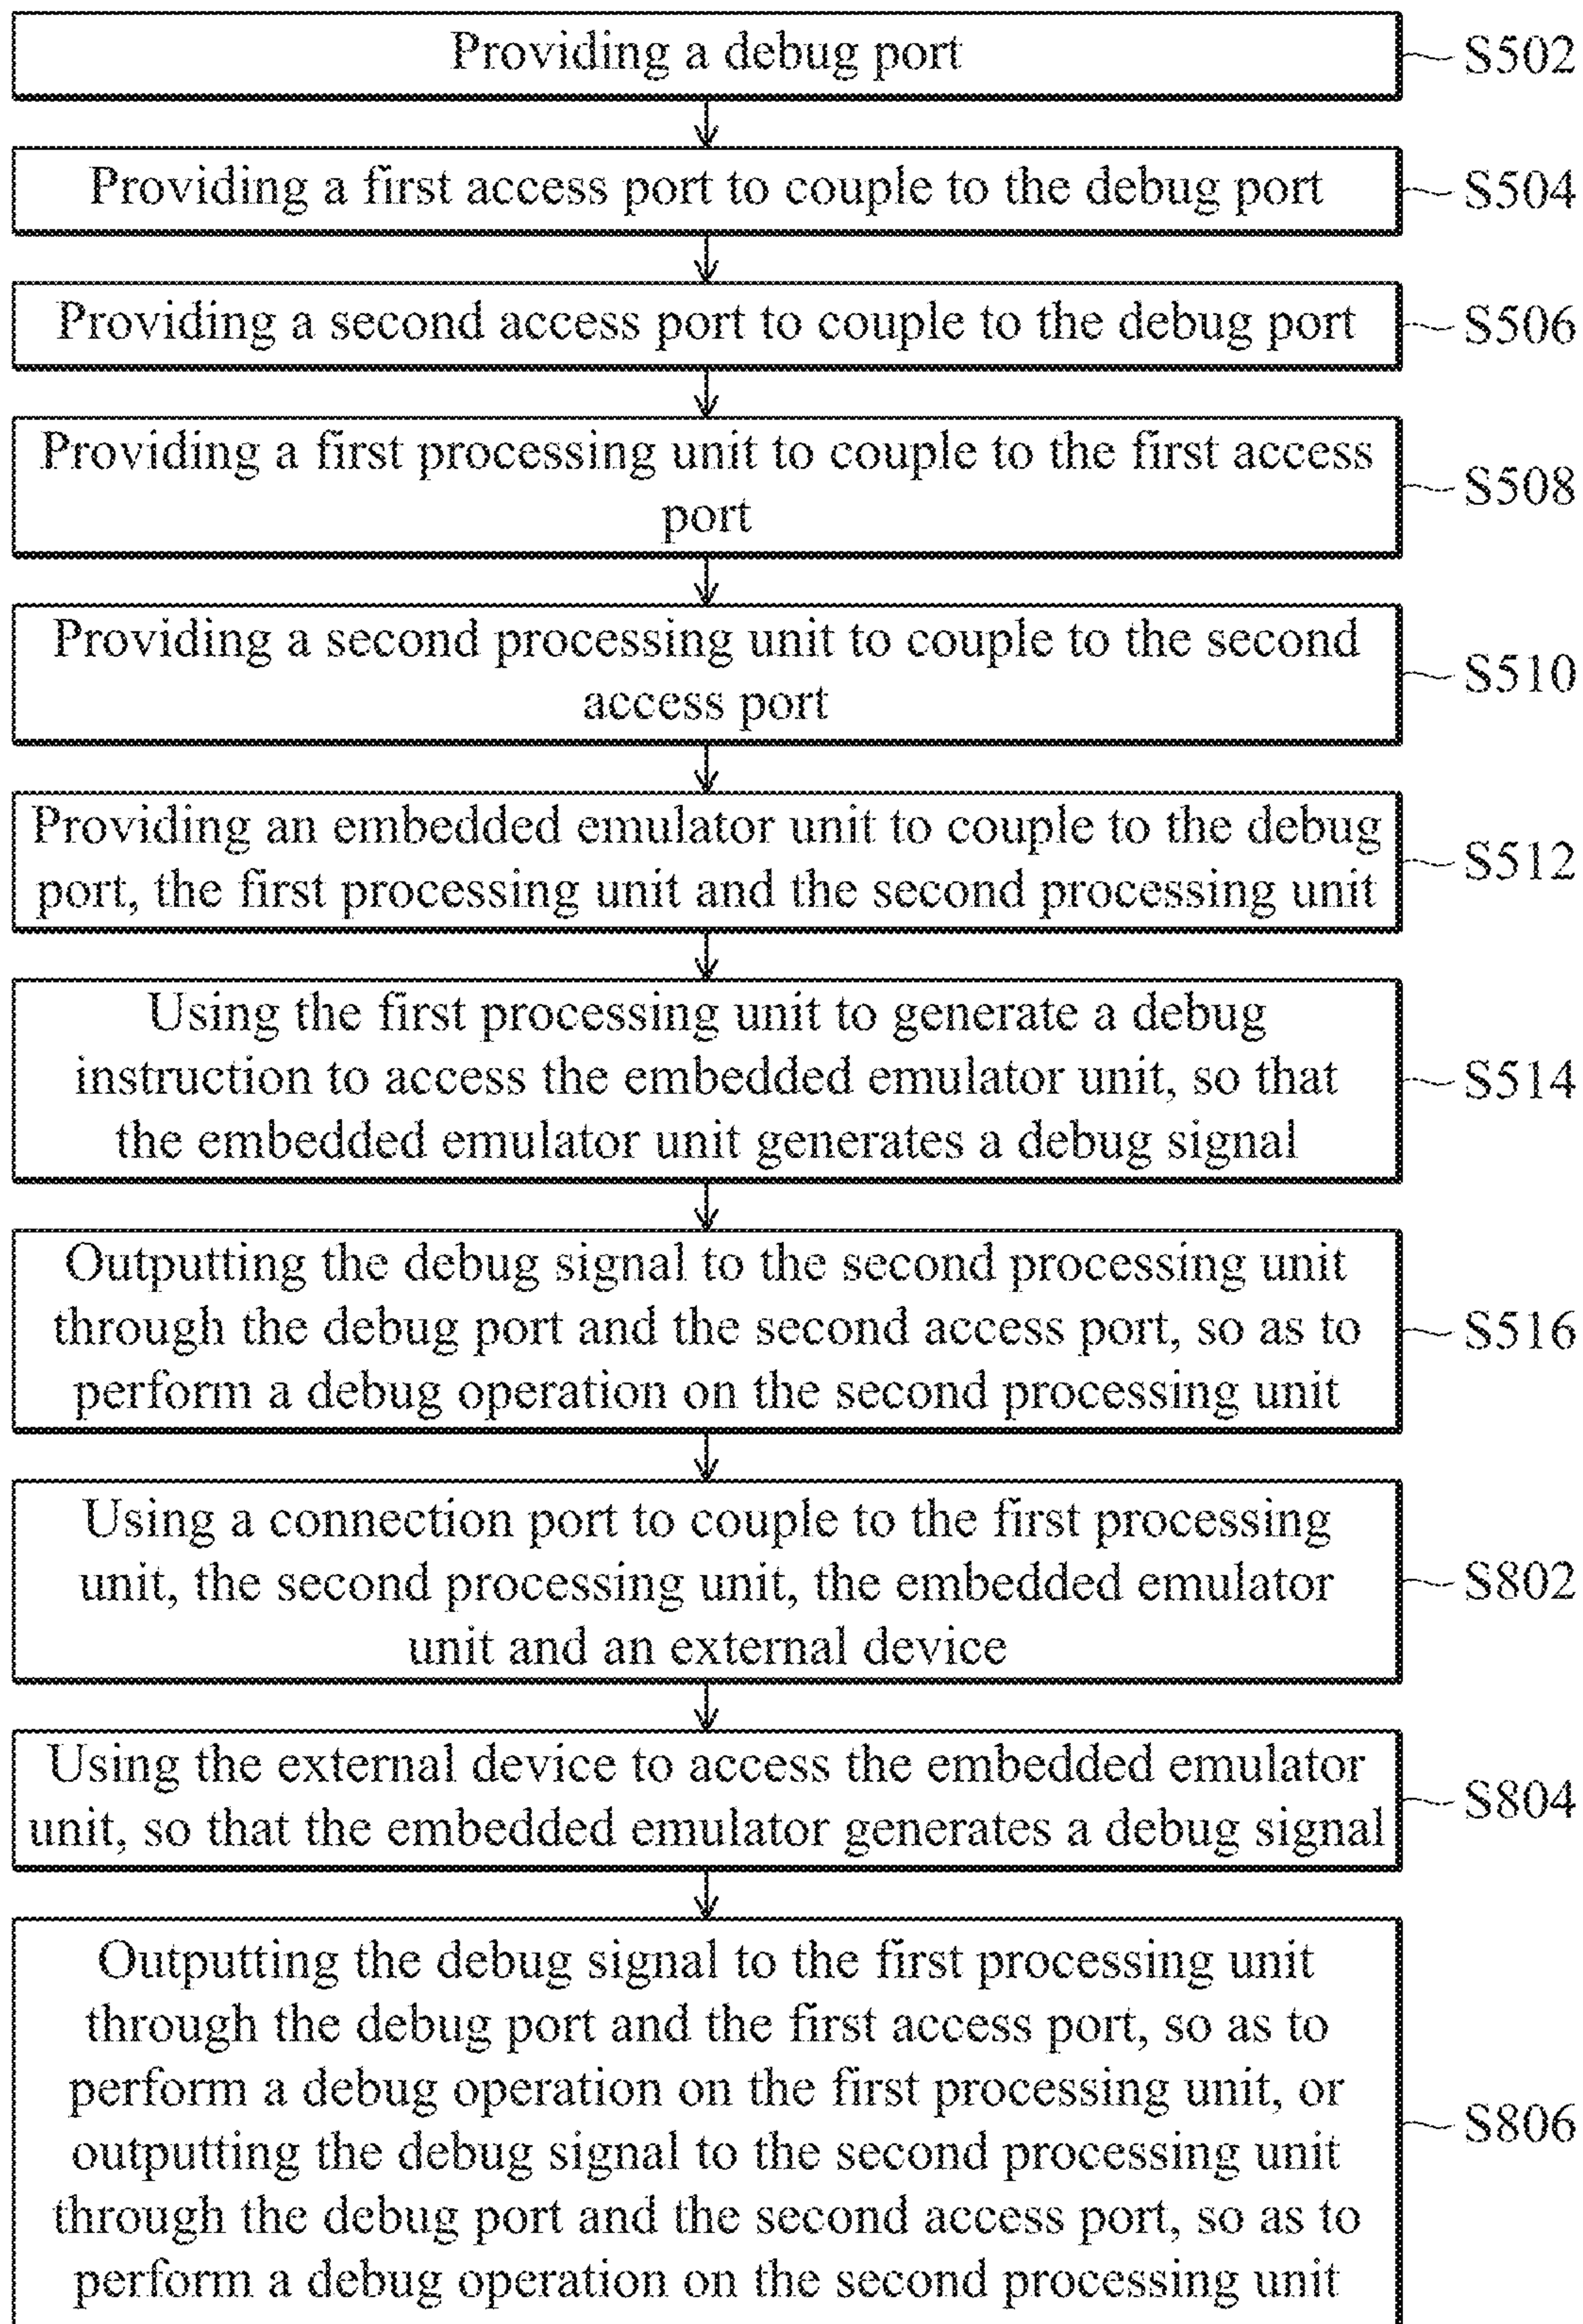 Providing a debug port
S502
Providing a first access port to couple to the debug port
S504
Providing a second access port to couple to the debug port
S506
Providing a first processing unit to couple to the first access
port
S508
Providing a second processing unit to couple to the second
access port
S510
Providing an embedded emulator unit to couple to the debug
port, the first processing unit and the second processing unit
S512
Using the first processing unit to generate a debug
instruction to access the embedded emulator unit, so that
the embedded emulator unit generates a debug signal
S514
Outputting the debug signal to the second processing unit
through the debug port and the second access port, so as to
perform a debug operation on the second processing unit
S516
Using a connection port to couple to the first processing
unit, the second processing unit, the embedded emulator
unit and an external device
S802
Using the external device to access the embedded emulator
unit, so that the embedded emulator generates a debug signal
S804
Outputting the debug signal to the first processing unit
through the debug port and the first access port, so as to
perform a debug operation on the first processing unit, or
outputting the debug signal to the second processing unit
through the debug port and the second access port, so as to
perform a debug operation on the second processing unit
S806